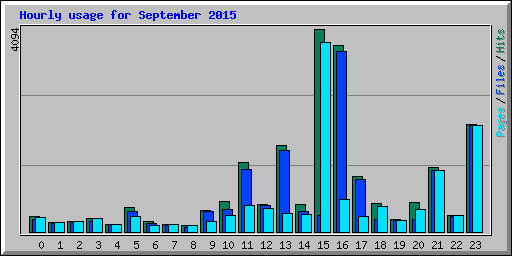 Hourly usage for September 2015
4094
Pages/Files/Hits
0 1 2 3 4 5 6 7 8 9 10 11 12 13 14 15 16 17 18 19 20 21 22 23